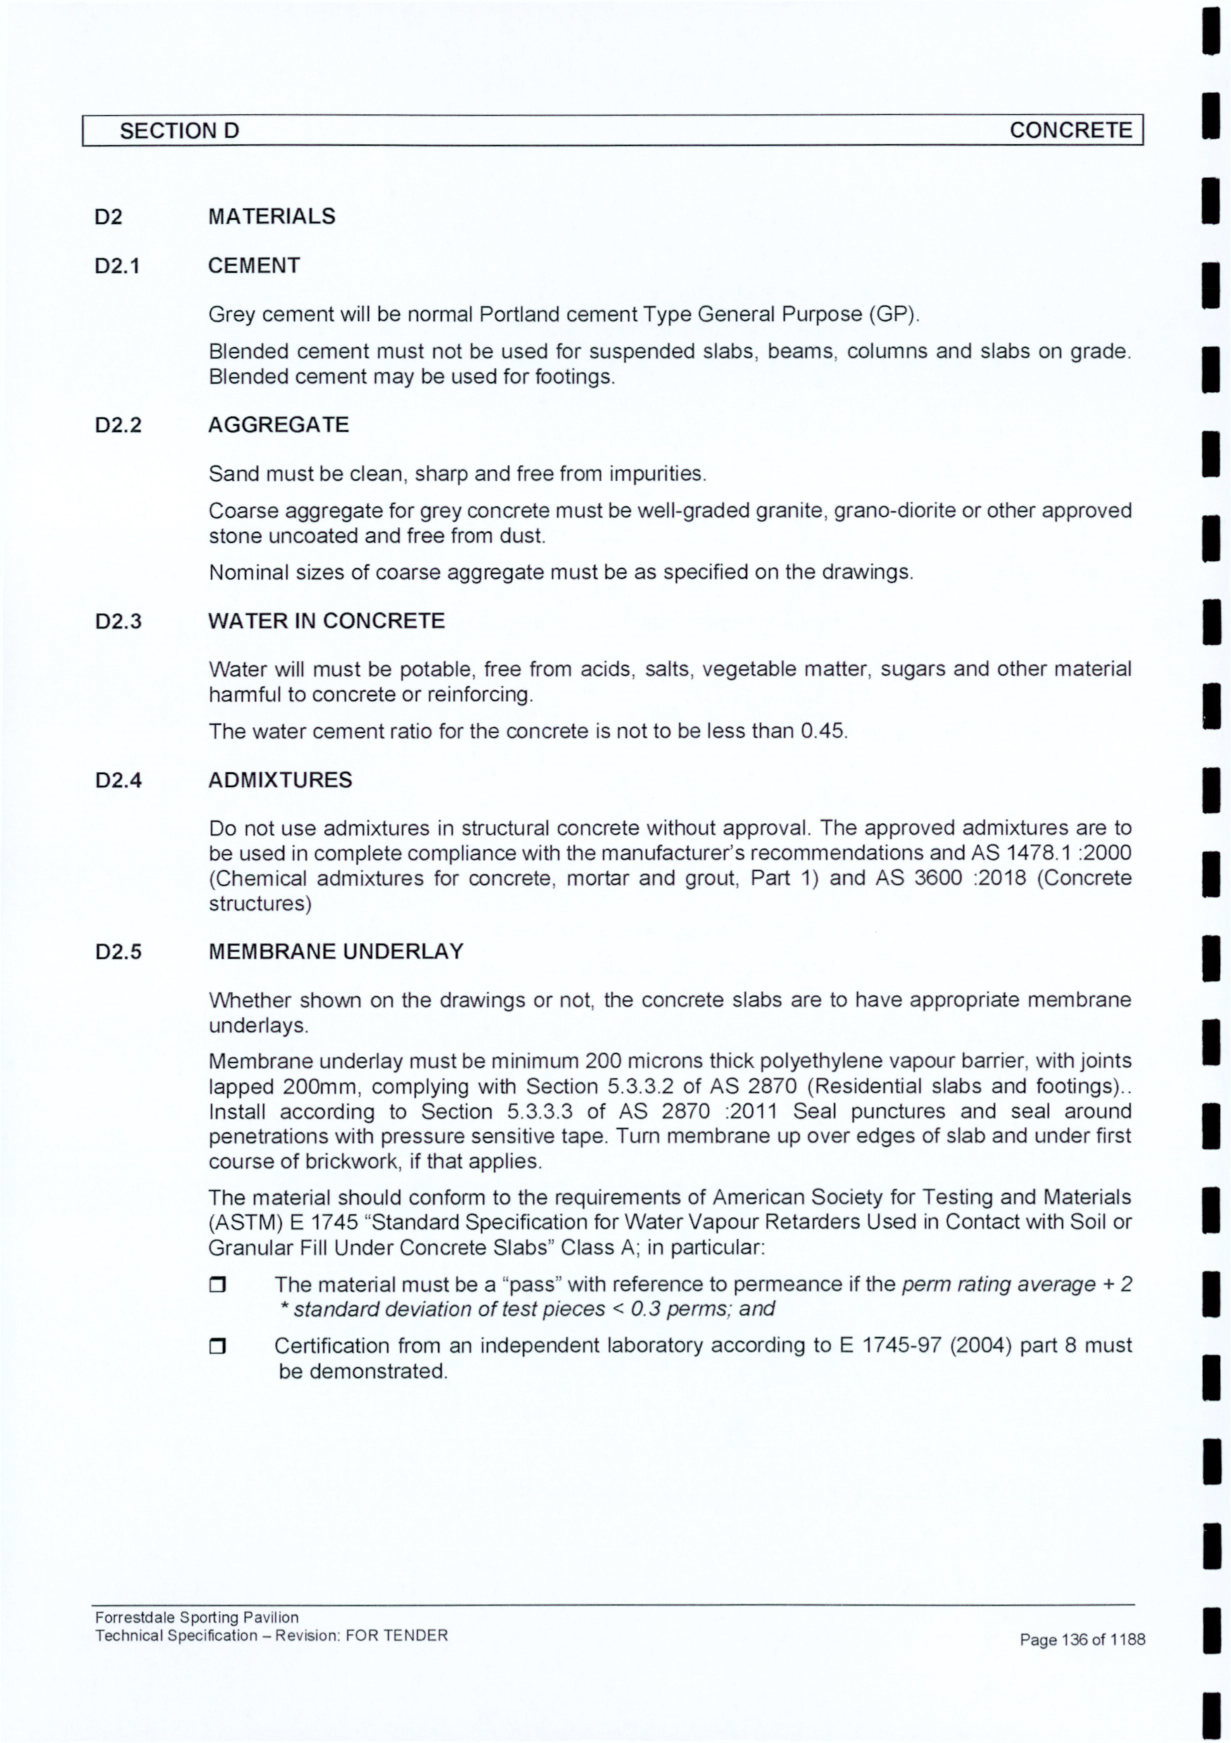 SECTION D CONCRETE
D2 MATERIALS
D2.1 CEMENT
Grey cement will be normal Portland cement Type General Purpose (GP).
Blended cement must not be used for suspended slabs, beams, columns and slabs on grade.
Blended cement may be used for footings.
D2.2 AGGREGATE
Sand must be clean, sharp and free from impurities.
Coarse aggregate for grey concrete must be well-graded granite, grano-diorite or other approved
stone uncoated and free from dust.
Nominal sizes of coarse aggregate must be as specified on the drawings.
D2.3 WATER IN CONCRETE
Water will must be potable, free from acids, salts, vegetable matter, sugars and other material
harmful to concrete or reinforcing.
The water cement ratio for the concrete is not to be less than 0.45.
D2.4 ADMIXTURES
Do not use admixtures in structural concrete without approval. The approved admixtures are to
be used in complete compliance with the manufacturer's recommendations and AS 1478.1 :2000
(Chemical admixtures for concrete, mortar and grout, Part 1) and AS 3600 :2018 (Concrete
structures)
D2.5 MEMBRANE UNDERLAY
Whether shown on the drawings or not, the concrete slabs are to have appropriate membrane
underlays.
Membrane underlay must be minimum 200 microns thick polyethylene vapour barrier, with joints
lapped 200mm, complying with Section 5.3.3.2 of AS 2870 (Residential slabs and footings)..
Install according to Section 5.3.3.3 of AS 2870 :2011 Seal punctures and seal around
penetrations with pressure sensitive tape. Turn membrane up over edges of slab and under first
course of brickwork, if that applies.
The material should conform to the requirements of American Society for Testing and Materials
(ASTM) E 1745 “Standard Specification for Water Vapour Retarders Used in Contact with Soil or
Granular Fill Under Concrete Slabs” Class A; in particular:
❒ The material must be a “pass” with reference to permeance if the perm rating average + 2
* standard deviation of test pieces < 0.3 perms; and
❒ Certification from an independent laboratory according to E 1745-97 (2004) part 8 must
be demonstrated.
Forrestdale Sporting Pavilion
Technical Specification – Revision: FOR TENDER
Page 136 of 1188